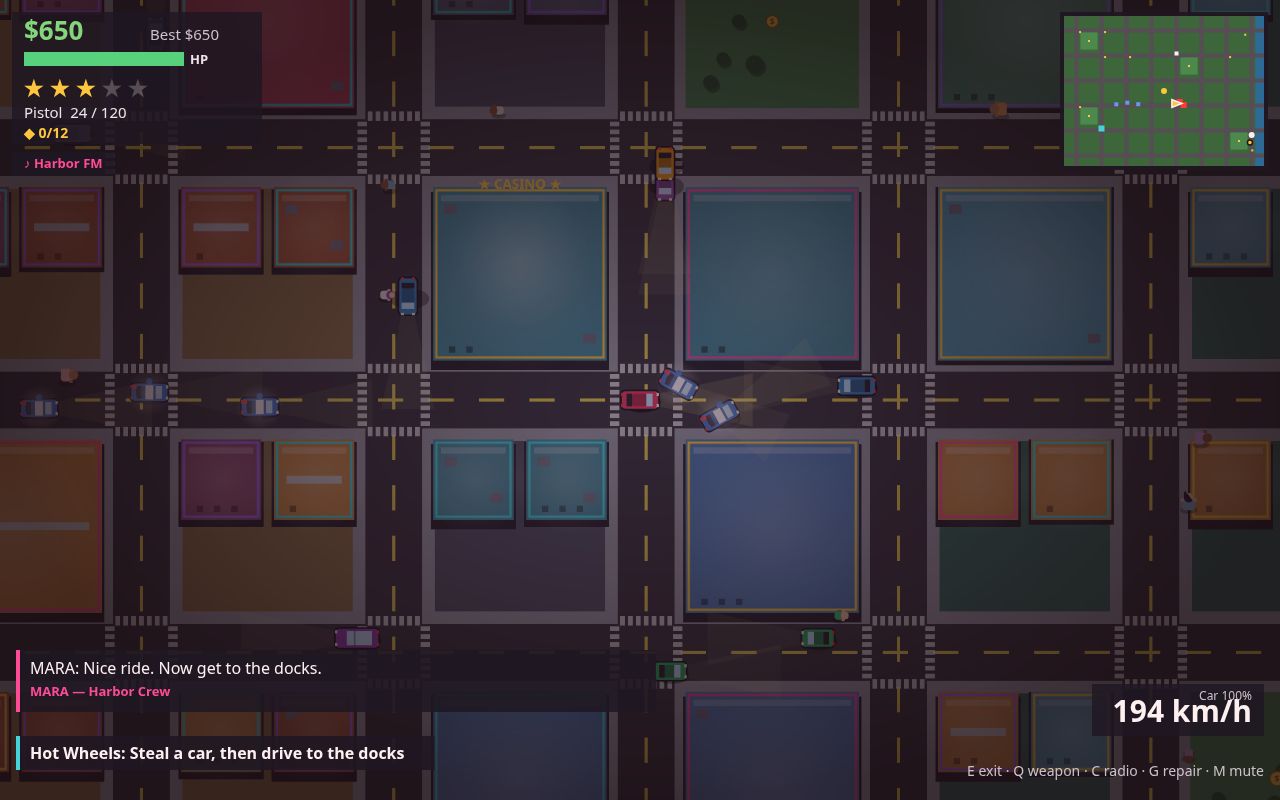 $650
Best $650
HP
★★★★★
Pistol 24 / 120
◆ 0/12
♪ Harbor FM
★ CASINO ★
MARA: Nice ride. Now get to the docks.
MARA — Harbor Crew
Hot Wheels: Steal a car, then drive to the docks
Car 100%
194 km/h
E exit · Q weapon · C radio · G repair · M mute